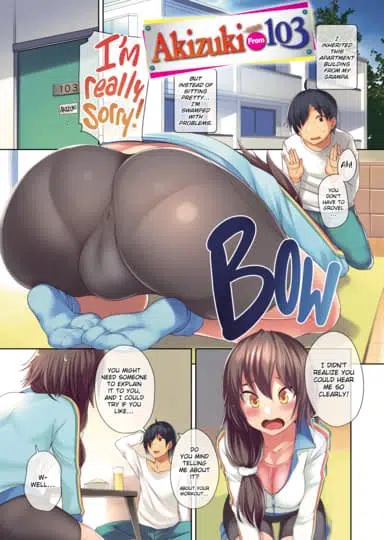 Akizuki From 103
I
INHERITED
THIS
APARTMENT
BUILDING
FROM MY
GRAMPA.
BUT
INSTEAD OF
SITTING
PRETTY...
I'M
SWAMPED
WITH
PROBLEMS.
103
AKIZUKI
I'm
really
sorry!
Ah!
YOU
DON'T
HAVE TO
GROVEL.
BOW
I DIDN'T
REALIZE YOU
COULD HEAR
ME SO
CLEARLY!
YOU MIGHT
NEED SOMEONE
TO EXPLAIN
IT TO YOU,
AND I COULD
TRY IF YOU
LIKE...
DO
YOU MIND
TELLING ME
ABOUT IT?
ABOUT YOUR
WORKOUT...
W-
WELL...